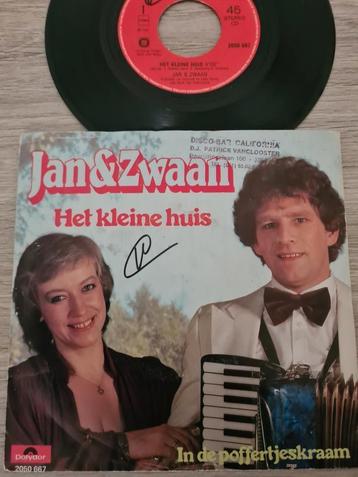 45
STEREO
2050 667
HET KLEINE HUIS
JAN & ZWAAN
DISCO-BAR CALIFORNIA
D.J. PATRICK VANCLOOSTER
Jan&Zwaan
Het kleine huis
In de poffertjeskraam
Polydor
2050 667